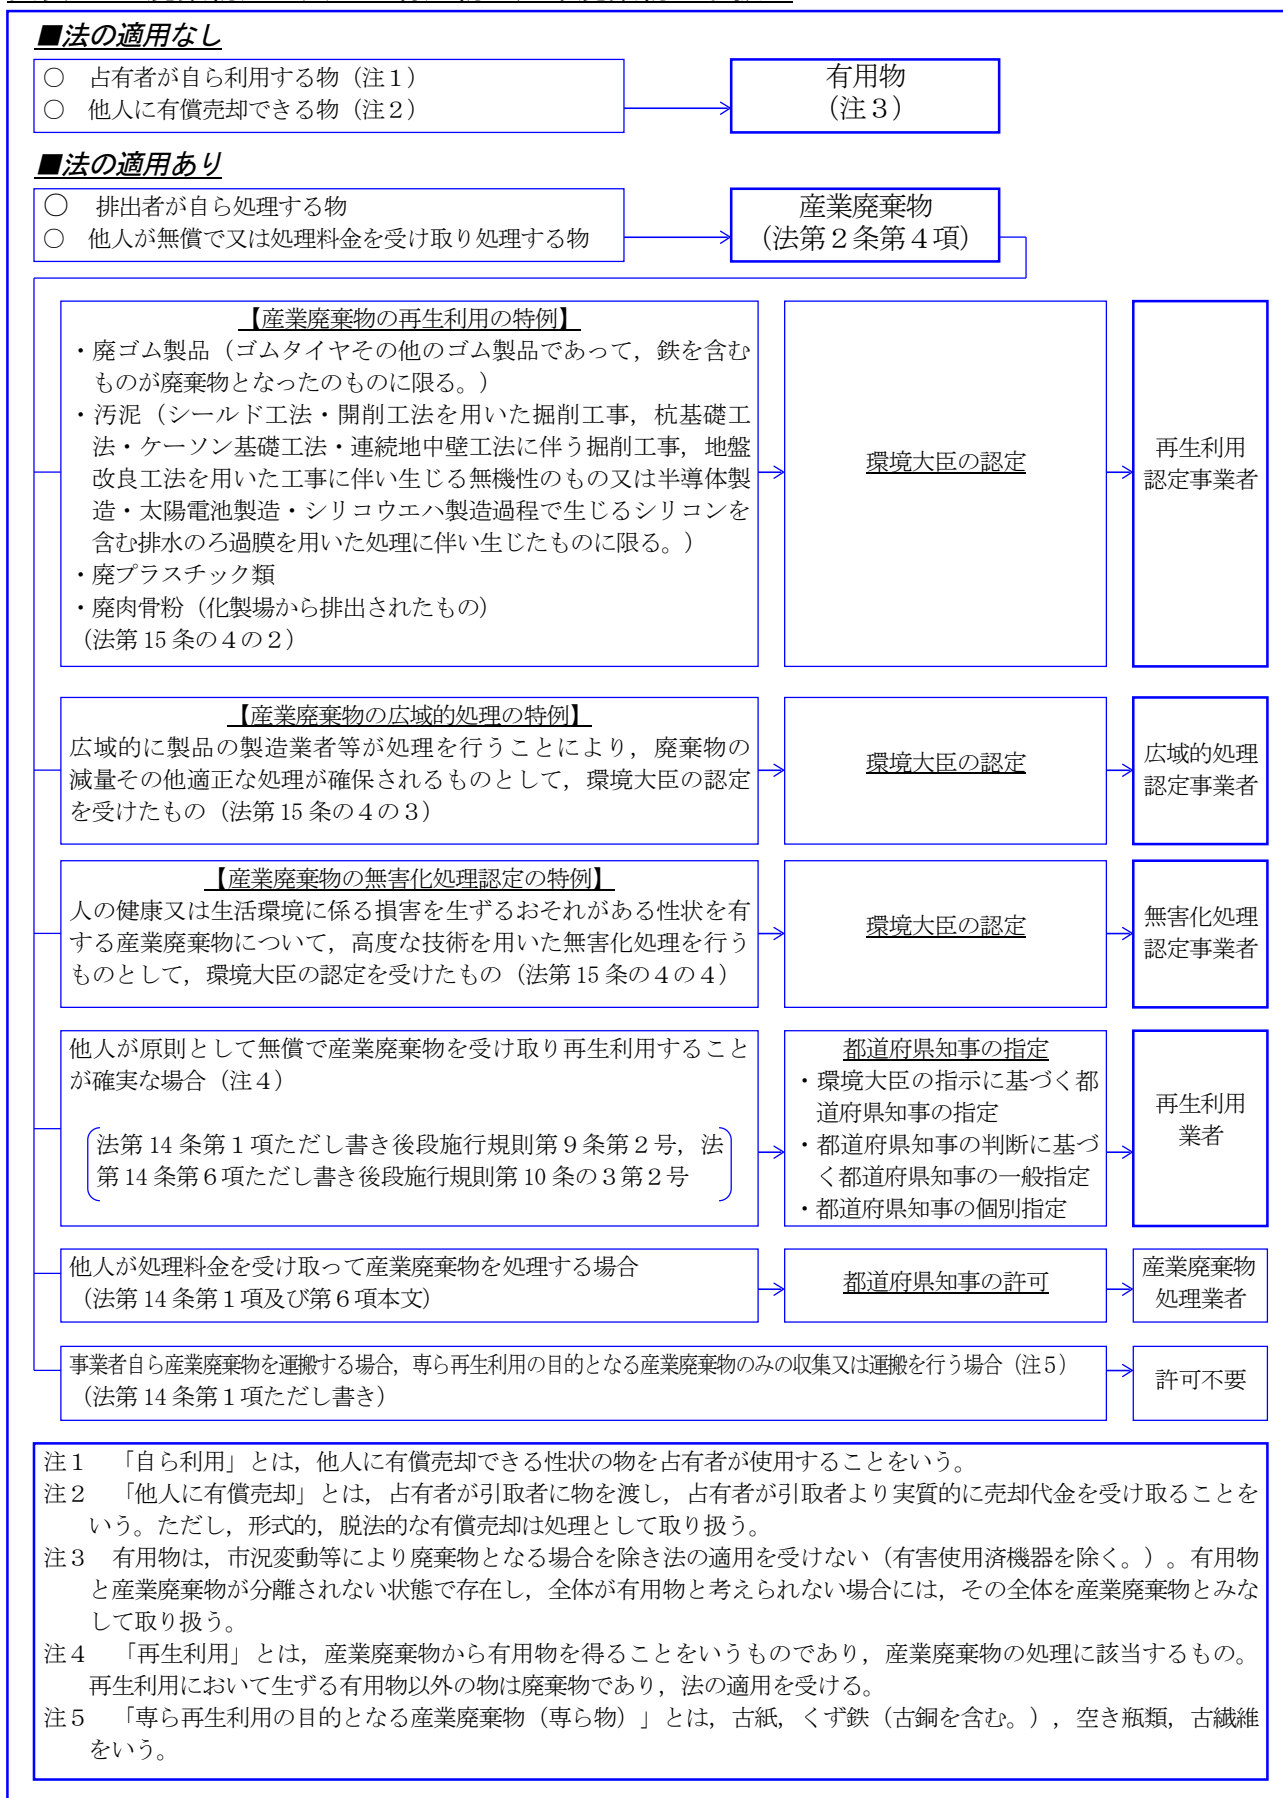 ■法の適用なし
○　占有者が自ら利用する物（注１）
○　他人に有償売却できる物（注２）
有用物
（注３）
■法の適用あり
○　排出者が自ら処理する物
○　他人が無償で又は処理料金を受け取り処理する物
産業廃棄物
（法第２条第４項）
【産業廃棄物の再生利用の特例】
・廃ゴム製品（ゴムタイヤその他のゴム製品であって，鉄を含む
ものが廃棄物となったのものに限る。）
・汚泥（シールド工法・開削工法を用いた掘削工事，杭基礎工
法・ケーソン基礎工法・連続地中壁工法に伴う掘削工事，地盤
改良工法を用いた工事に伴い生じる無機性のもの又は半導体製
造・太陽電池製造・シリコウエハ製造過程で生じるシリコンを
含む排水のろ過膜を用いた処理に伴い生じたものに限る。）
・廃プラスチック類
・廃肉骨粉（化製場から排出されたもの）
（法第 15 条の４の２）
環境大臣の認定
再生利用
認定事業者
【産業廃棄物の広域的処理の特例】
広域的に製品の製造業者等が処理を行うことにより，廃棄物の
減量その他適正な処理が確保されるものとして，環境大臣の認定
を受けたもの（法第 15 条の４の３）
環境大臣の認定
広域的処理
認定事業者
【産業廃棄物の無害化処理認定の特例】
人の健康又は生活環境に係る損害を生ずるおそれがある性状を有
する産業廃棄物について，高度な技術を用いた無害化処理を行う
ものとして，環境大臣の認定を受けたもの（法第 15 条の４の４）
環境大臣の認定
無害化処理
認定事業者
他人が原則として無償で産業廃棄物を受け取り再生利用すること
が確実な場合（注４）
法第 14 条第１項ただし書き後段施行規則第９条第２号，法
第 14 条第６項ただし書き後段施行規則第 10 条の３第２号
都道府県知事の指定
・環境大臣の指示に基づく都
道府県知事の指定
・都道府県知事の判断に基づ
く都道府県知事の一般指定
・都道府県知事の個別指定
再生利用
業者
他人が処理料金を受け取って産業廃棄物を処理する場合
（法第 14 条第１項及び第６項本文）
都道府県知事の許可
産業廃棄物
処理業者
事業者自ら産業廃棄物を運搬する場合，専ら再生利用の目的となる産業廃棄物のみの収集又は運搬を行う場合（注５）
（法第 14 条第１項ただし書き）
許可不要
注１　「自ら利用」とは，他人に有償売却できる性状の物を占有者が使用することをいう。
注２　「他人に有償売却」とは，占有者が引取者に物を渡し，占有者が引取者より実質的に売却代金を受け取ることを
いう。ただし，形式的，脱法的な有償売却は処理として取り扱う。
注３　有用物は，市況変動等により廃棄物となる場合を除き法の適用を受けない（有害使用済機器を除く。）。有用物
と産業廃棄物が分離されない状態で存在し，全体が有用物と考えられない場合には，その全体を産業廃棄物とみな
して取り扱う。
注４　「再生利用」とは，産業廃棄物から有用物を得ることをいうものであり，産業廃棄物の処理に該当するもの。
再生利用において生ずる有用物以外の物は廃棄物であり，法の適用を受ける。
注５　「専ら再生利用の目的となる産業廃棄物（専ら物）」とは，古紙，くず鉄（古銅を含む。），空き瓶類，古繊維
をいう。